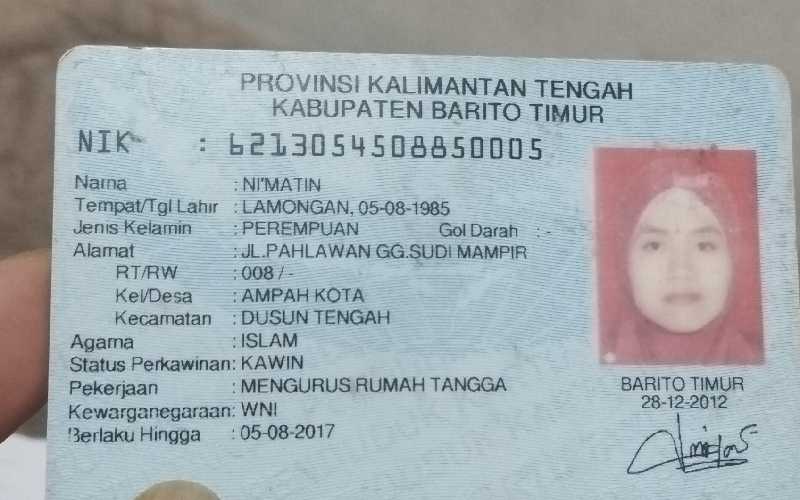 PROVINSI KALIMANTAN TENGAH
KABUPATEN BARITO TIMUR
NIK : 6213054508850005
Nama : NI'MATIN
Tempat/Tgl Lahir : LAMONGAN, 05-08-1985
Jenis Kelamin : PEREMPUAN Gol Darah : -
Alamat : JL.PAHLAWAN GG.SUDI MAMPIR
RT/RW : 008 / -
Kel/Desa : AMPAH KOTA
Kecamatan : DUSUN TENGAH
Agama : ISLAM
Status Perkawinan: KAWIN
Pekerjaan : MENGURUS RUMAH TANGGA
Kewarganegaraan: WNI
Berlaku Hingga : 05-08-2017
BARITO TIMUR
28-12-2012